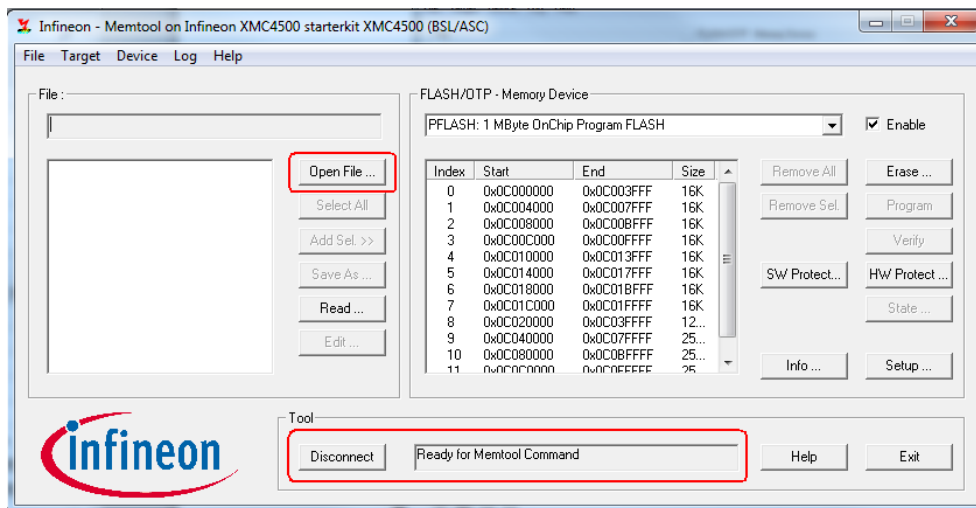 Infineon - Memtool on Infineon XMC4500 starterkit XMC4500 (BSL/ASC)
File Target Device Log Help
File :
FLASH/OTP - Memory Device
PFLASH: 1 MByte OnChip Program FLASH
Enable
Open File ...
Select All
Add Sel. >>
Save As ...
Read ...
Edit ...
Index Start End Size
0 0x0C000000 0x0C003FFF 16K
1 0x0C004000 0x0C007FFF 16K
2 0x0C008000 0x0C00BFFF 16K
3 0x0C00C000 0x0C00FFFF 16K
4 0x0C010000 0x0C013FFF 16K
5 0x0C014000 0x0C017FFF 16K
6 0x0C018000 0x0C01BFFF 16K
7 0x0C01C000 0x0C01FFFF 16K
8 0x0C020000 0x0C03FFFF 12...
9 0x0C040000 0x0C07FFFF 25...
10 0x0C080000 0x0C0BFFFF 25...
11 0x0C0C0000 0x0C0FFFFF 25
Remove All
Remove Sel.
SW Protect...
Info ...
Erase ...
Program
Verify
HW Protect ...
State ...
Setup ...
infineon
Tool
Disconnect
Ready for Memtool Command
Help
Exit